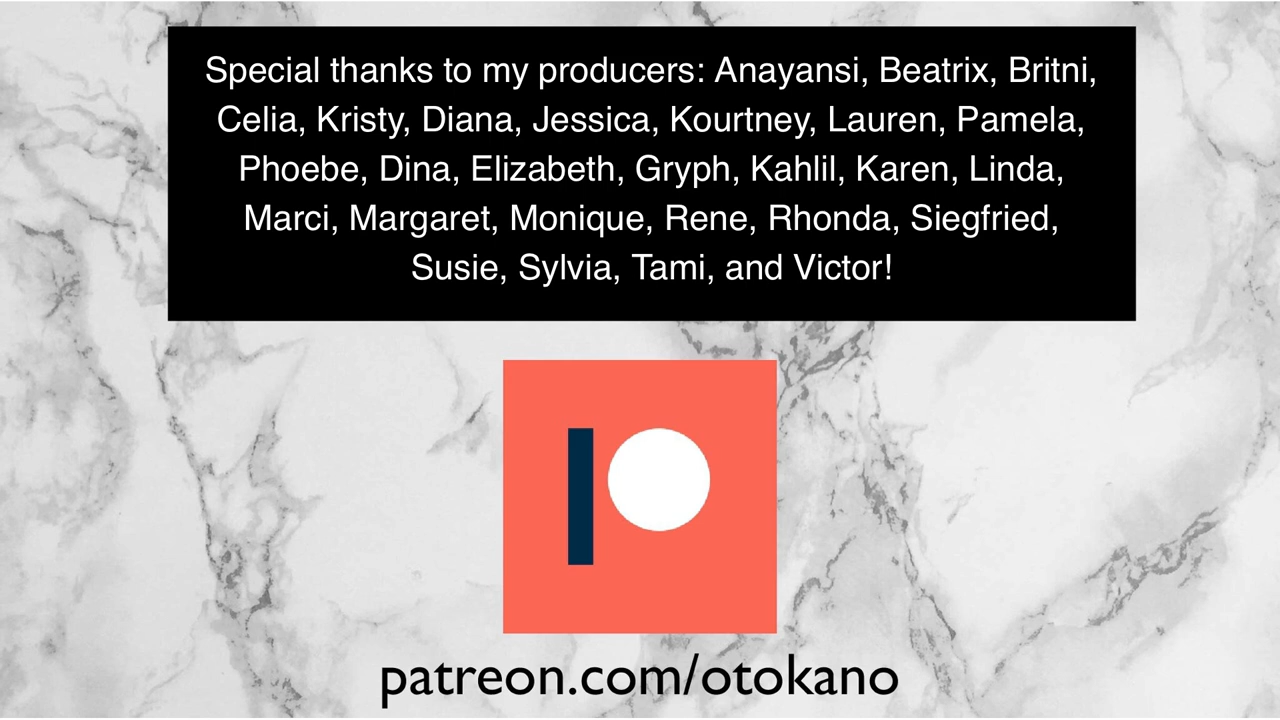 Special thanks to my producers: Anayansi, Beatrix, Britni,
Celia, Kristy, Diana, Jessica, Kourtney, Lauren, Pamela,
Phoebe, Dina, Elizabeth, Gryph, Kahlil, Karen, Linda,
Marci, Margaret, Monique, Rene, Rhonda, Siegfried,
Susie, Sylvia, Tami, and Victor!
patreon.com/otokano